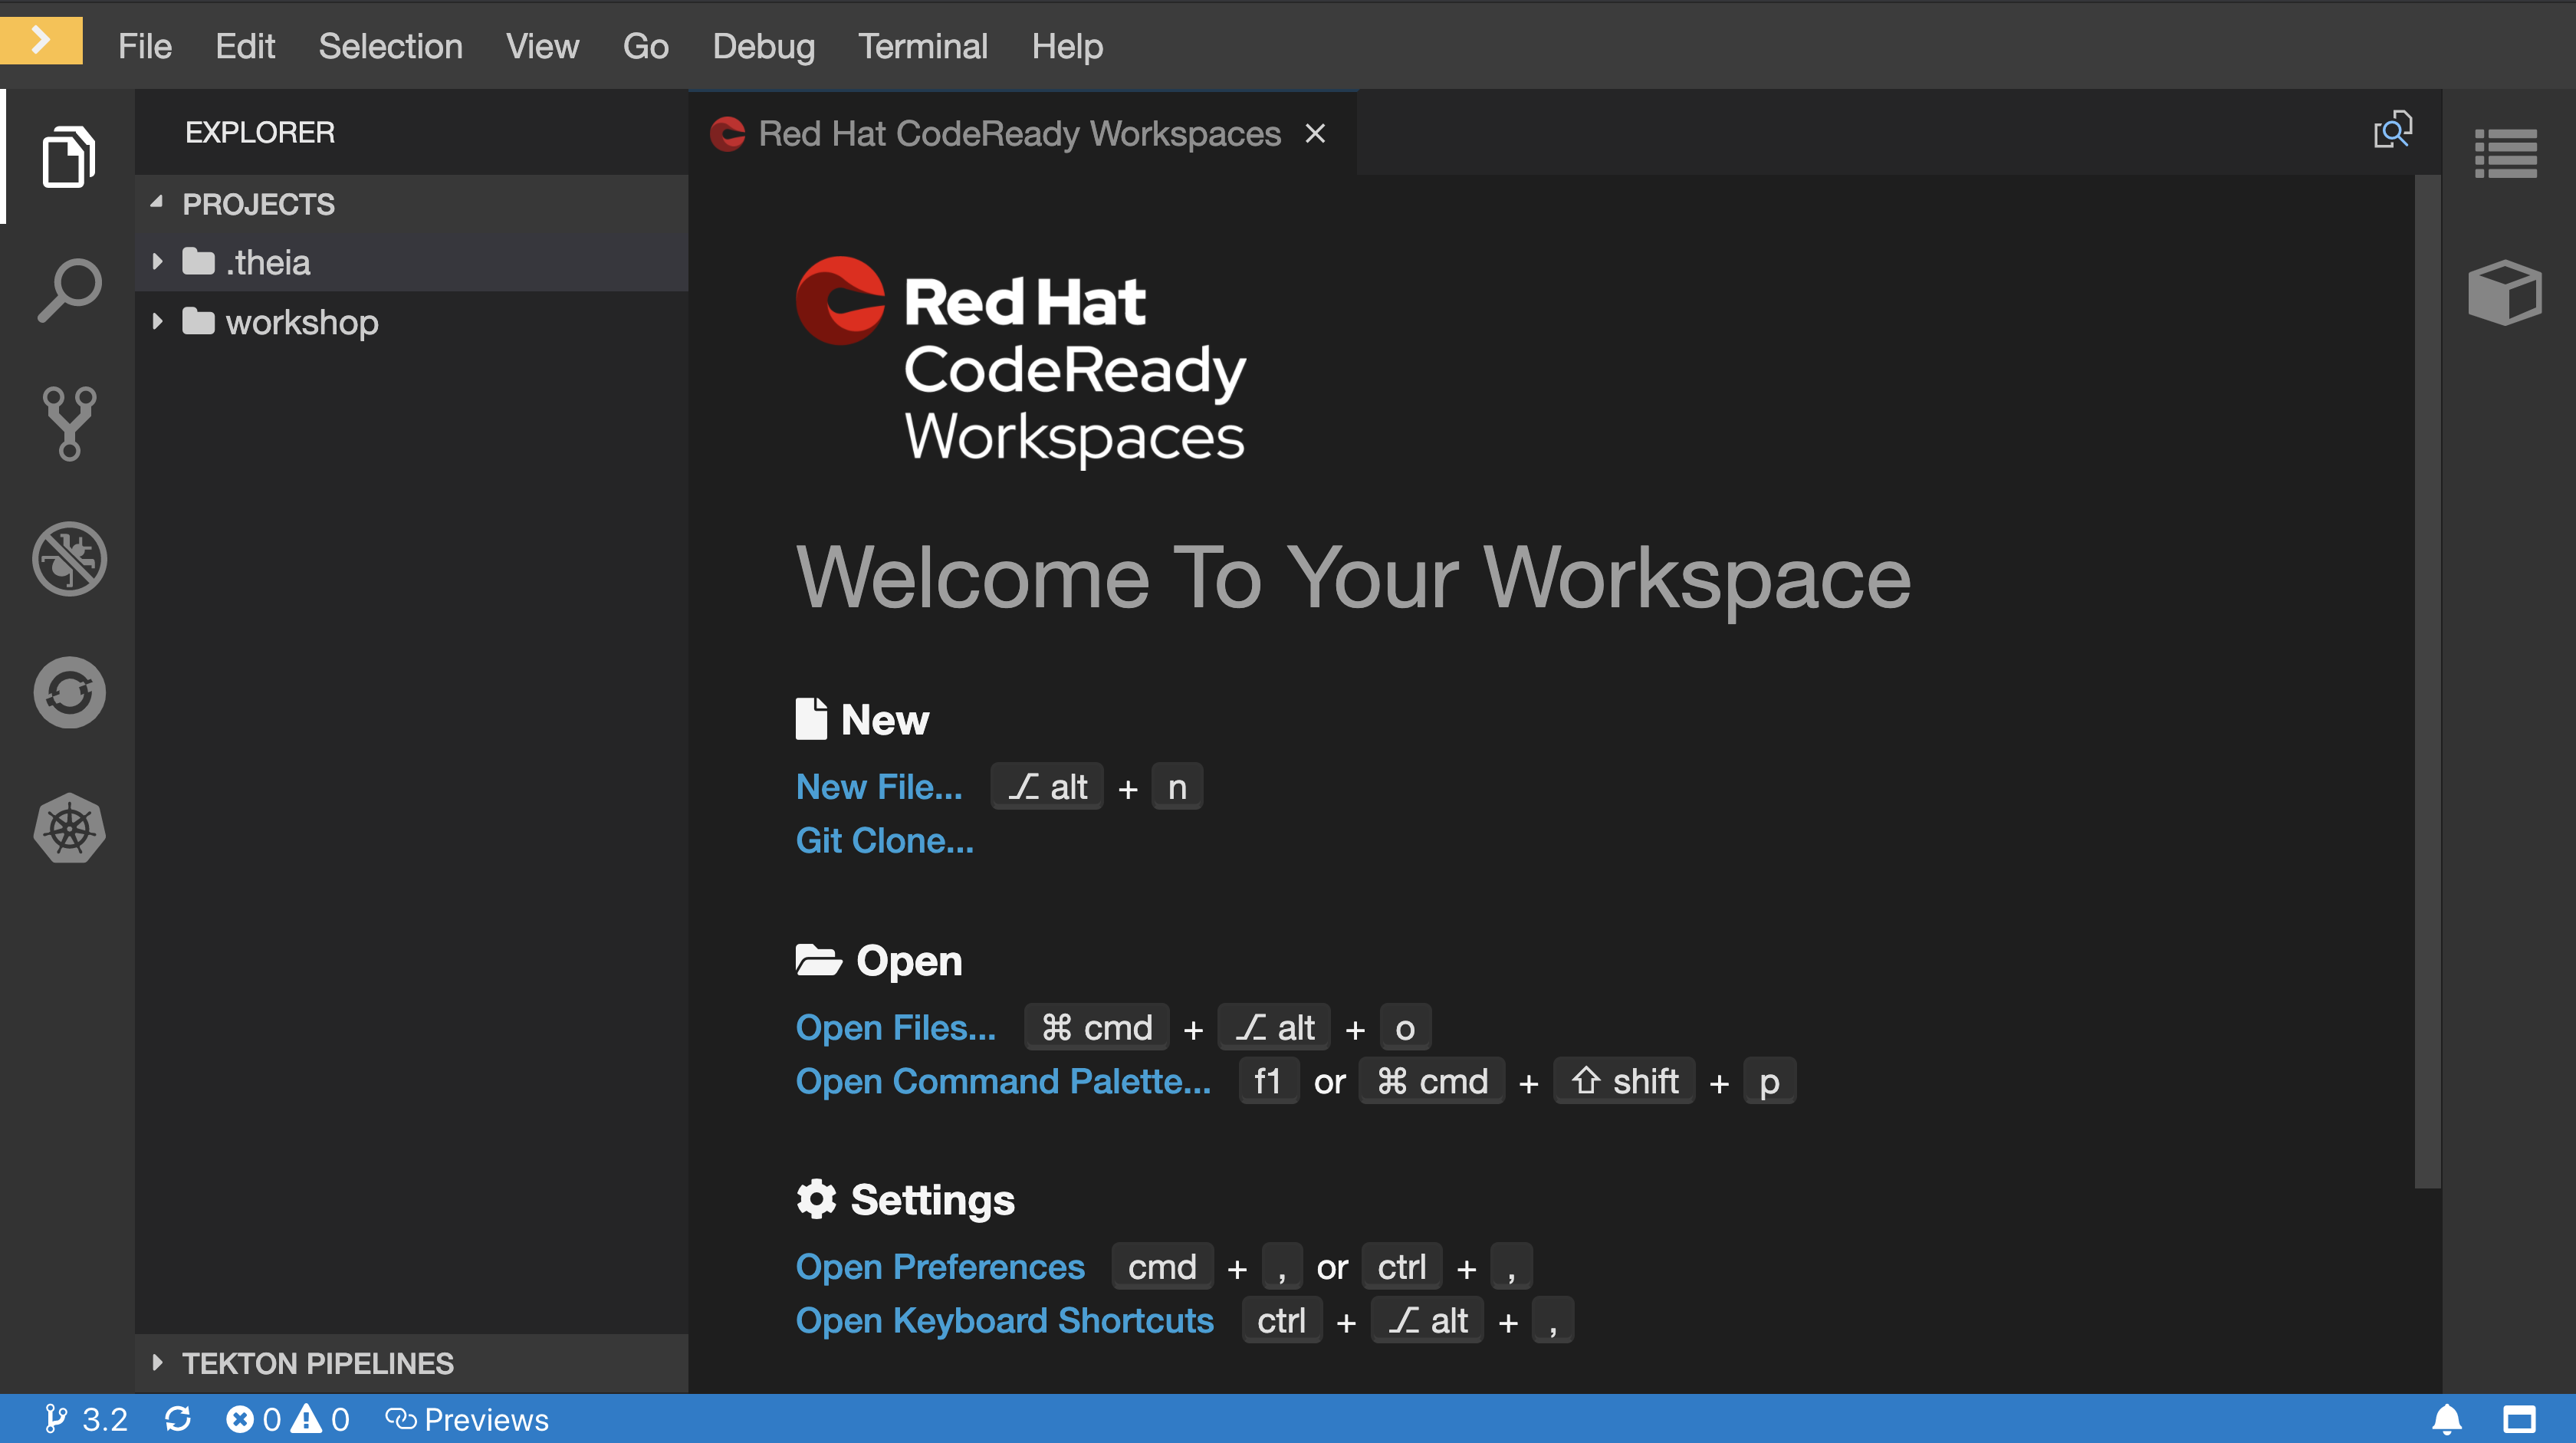 File Edit Selection View Go Debug Terminal Help
EXPLORER
PROJECTS
.theia
workshop
TEKTON PIPELINES
Red Hat CodeReady Workspaces
Red Hat
CodeReady
Workspaces
Welcome To Your Workspace
New
New File... ⌥ alt + n
Git Clone...
Open
Open Files... ⌘ cmd + ⌥ alt + o
Open Command Palette... f1 or ⌘ cmd + ⇧ shift + p
Settings
Open Preferences cmd + , or ctrl + ,
Open Keyboard Shortcuts ctrl + ⌥ alt + ,
3.2 0 0 Previews